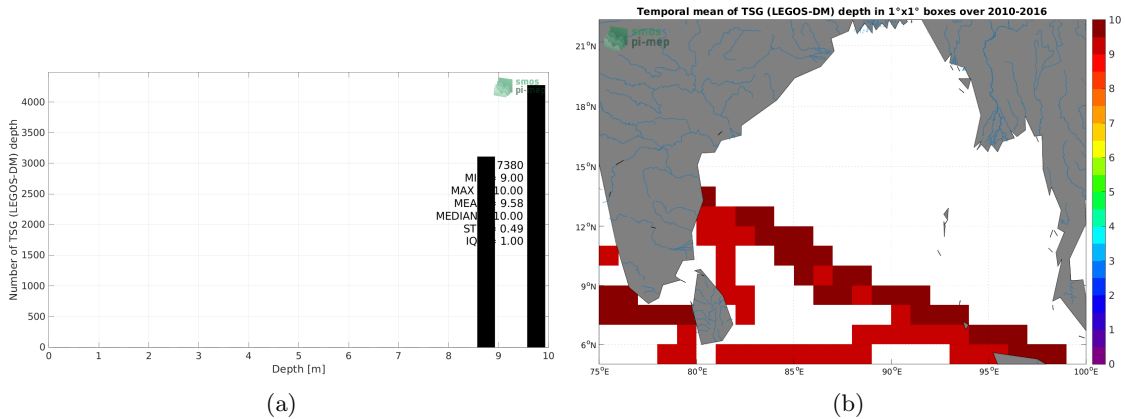 smos
pi-mep
4000
3500
3000
2500
2000
1500
1000
500
0
Number of TSG (LEGOS-DM) depth
7380
MI 9.00
MAX 10.00
MEA 9.58
MEDIAN 10.00
ST 0.49
IQ 1.00
0 1 2 3 4 5 6 7 8 9 10
Depth [m]
(a)
Temporal mean of TSG (LEGOS-DM) depth in 1°x1° boxes over 2010-2016
smos
pi-mep
21°N
18°N
15°N
12°N
9°N
6°N
75°E 80°E 85°E 90°E 95°E 100°E
10
9
8
7
6
5
4
3
2
1
0
(b)